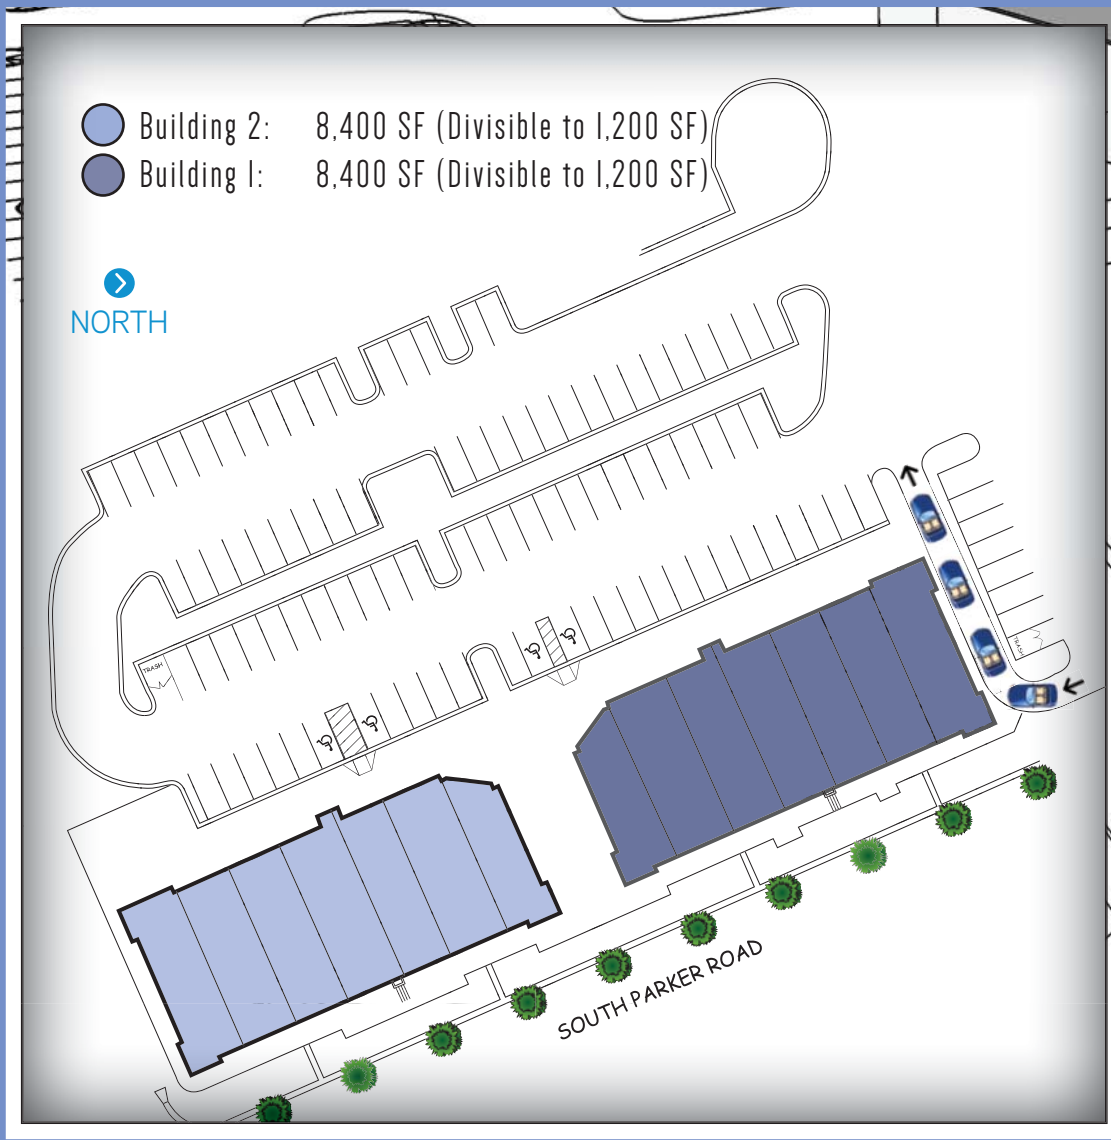 Building 2: 8,400 SF (Divisible to 1,200 SF)
Building 1: 8,400 SF (Divisible to 1,200 SF)
NORTH
TRASH
TRASH
SOUTH PARKER ROAD